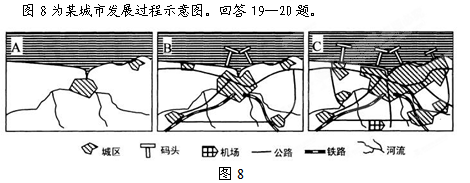 图 8 为某城市发展过程示意图。回答 19—20 题。
A B C
城区 码头 机场 公路 铁路 河流
图 8